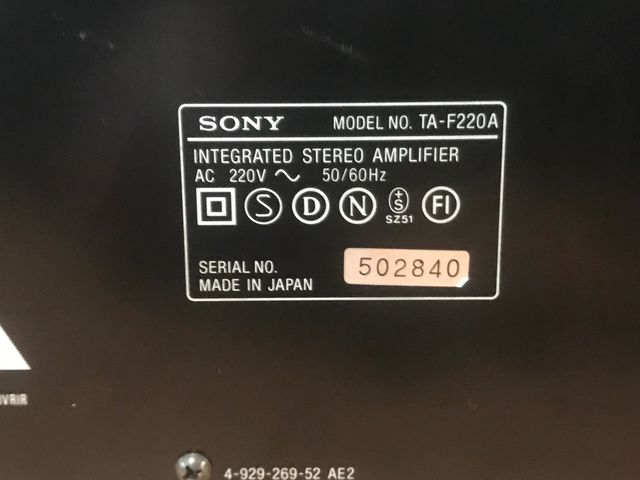 SONY MODEL NO. TA-F220A
INTEGRATED STEREO AMPLIFIER
AC 220V ~ 50/60Hz
S D N +S FI
SZ51
SERIAL NO. 502840
MADE IN JAPAN
UVRIR
4-929-269-52 AE2